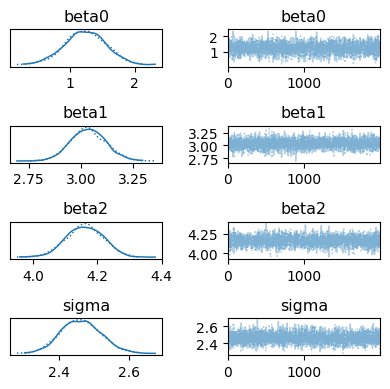 beta0 beta0
2
1
1 2 0 1000
beta1 beta1
3.25
3.00
2.75
2.75 3.00 3.25 0 1000
beta2 beta2
4.25
4.00
4.0 4.2 4.4 0 1000
sigma sigma
2.6
2.4
2.4 2.6 0 1000